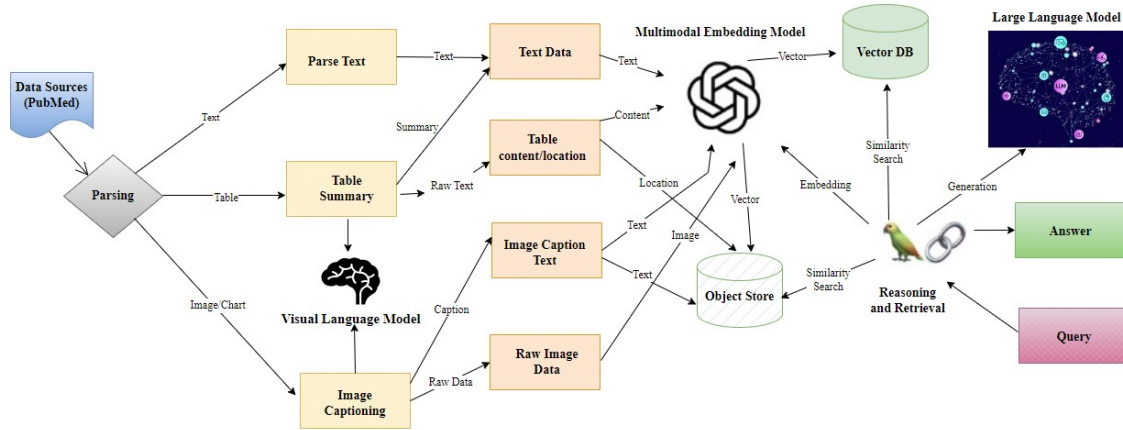 Data Sources
(PubMed)
Parsing
Text
Table
Image/Chart
Parse Text
Table
Summary
Visual Language Model
Image
Captioning
Text
Summary
Raw Text
Caption
Raw Data
Text Data
Table
content/location
Image Caption
Text
Raw Image
Data
Text
Content
Location
Text
Text
Image
Multimodal Embedding Model
Vector
Vector
Object Store
Vector DB
Similarity
Search
Embedding
Similarity
Search
Generation
Reasoning
and Retrieval
Large Language Model
LLM
Answer
Query